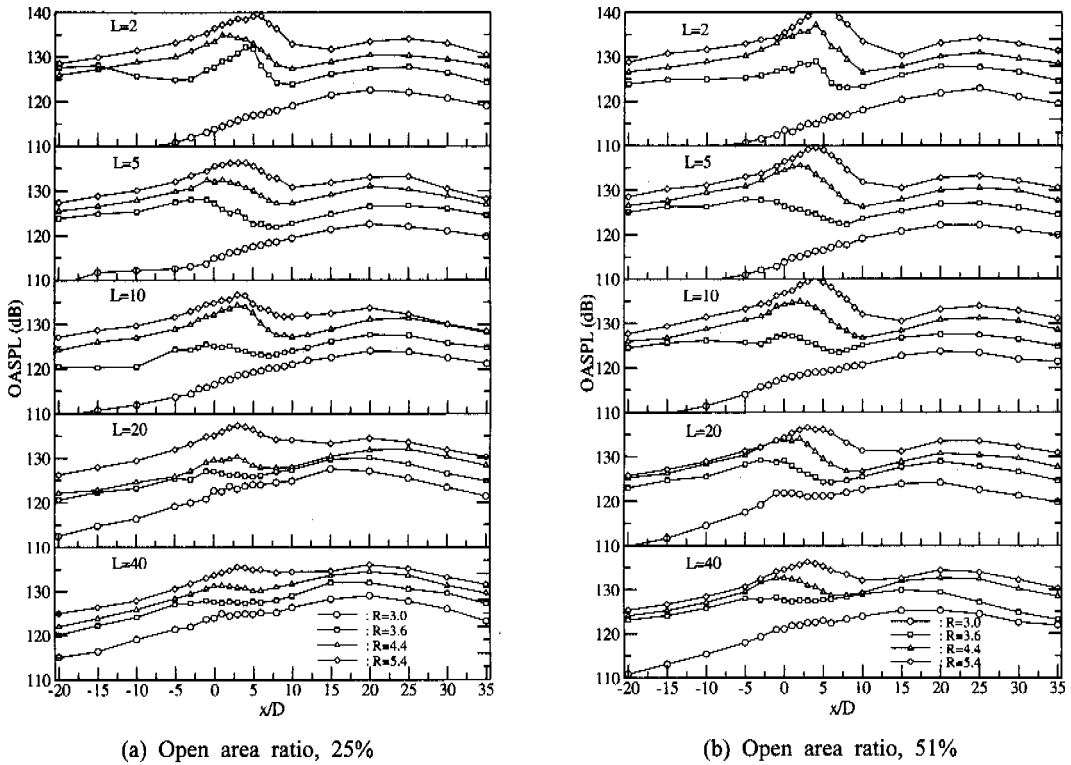 140
L=2
130
120
110
L=5
130
120
110
L=10
130
120
110
L=20
130
120
110
L=40
130
120
110
: R=3.0
: R=3.6
: R=4.4
: R=5.4
-20 -15 -10 -5 0 5 10 15 20 25 30 35
x/D
OASPL (dB)
(a) Open area ratio, 25%
140
L=2
130
120
110
L=5
130
120
110
L=10
130
120
110
L=20
130
120
110
L=40
130
120
110
: R=3.0
: R=3.6
: R=4.4
: R=5.4
-20 -15 -10 -5 0 5 10 15 20 25 30 35
x/D
OASPL (dB)
(b) Open area ratio, 51%